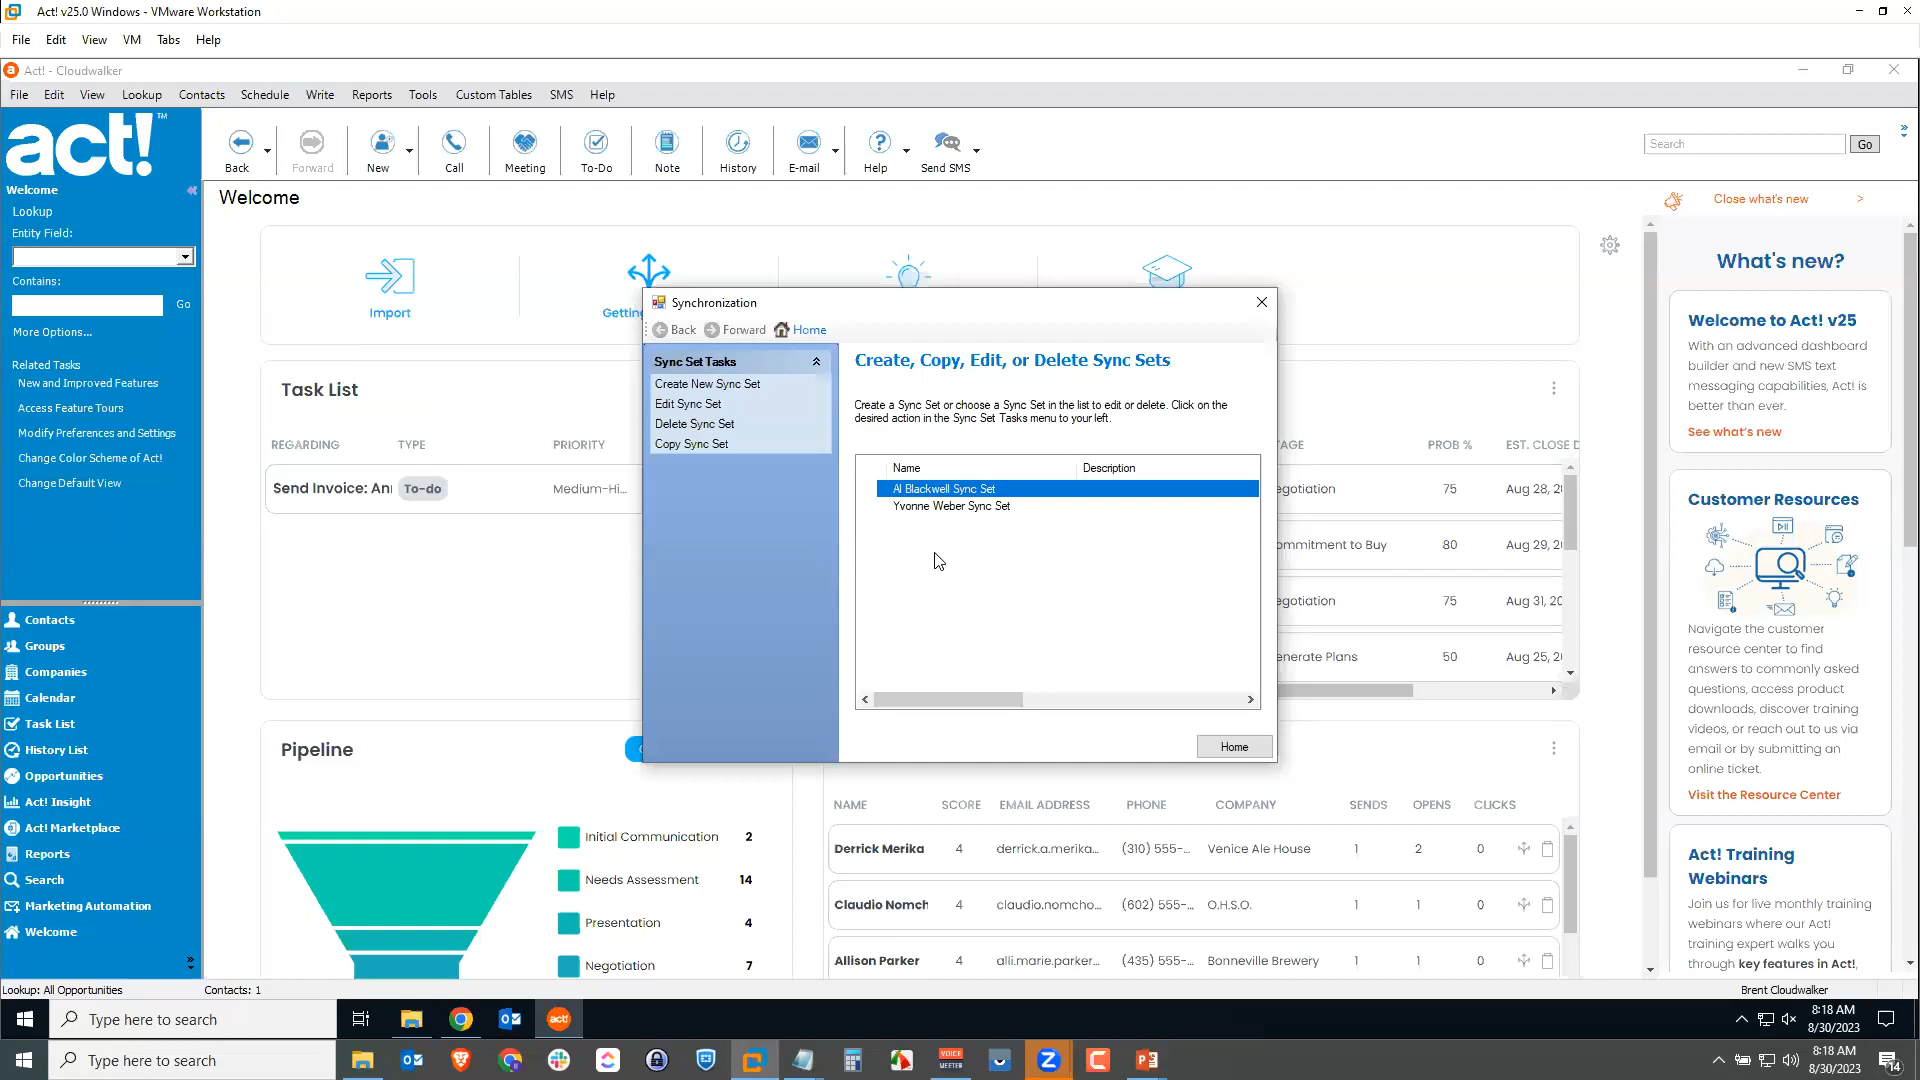 Act! v25.0 Windows - VMware Workstation
File Edit View VM Tabs Help
Act! - Cloudwalker
File Edit View Lookup Contacts Schedule Write Reports Tools Custom Tables SMS Help
act!™
Back Forward New Call Meeting To-Do Note History E-mail Help Send SMS
Search Go
Welcome
Lookup
Entity Field:
Contains:
Go
More Options...
Related Tasks
New and Improved Features
Access Feature Tours
Modify Preferences and Settings
Change Color Scheme of Act!
Change Default View
Contacts
Groups
Companies
Calendar
Task List
History List
Opportunities
Act! Insight
Act! Marketplace
Reports
Search
Marketing Automation
Welcome
Welcome
Import
Task List
REGARDING TYPE PRIORITY
Send Invoice: To-do Medium-Hi...
Synchronization
Back Forward Home
Sync Set Tasks
Create New Sync Set
Edit Sync Set
Delete Sync Set
Copy Sync Set
Create, Copy, Edit, or Delete Sync Sets
Create a Sync Set or choose a Sync Set in the list to edit or delete. Click on the
desired action in the Sync Set Tasks menu to your left.
Name Description
Al Blackwell Sync Set
Yvonne Weber Sync Set
Home
PROB % EST. CLOSE D
75 Aug 28, 2
80 Aug 29, 2
75 Aug 31, 20
50 Aug 25, 2
to Buy
Plans
Pipeline
Initial Communication 2
Needs Assessment 14
Presentation 4
Negotiation 7
NAME SCORE EMAIL ADDRESS PHONE COMPANY SENDS OPENS CLICKS
Derrick Merika 4 derrick.a.merika... (310) 555-... Venice Ale House 1 2 0
Claudio Nomch 4 claudio.nomcho... (602) 555-... O.H.S.O. 1 1 0
Allison Parker 4 alli.marie.parker... (435) 555-... Bonneville Brewery 1 1 0
Close what's new >
What's new?
Welcome to Act! v25
With an advanced dashboard
builder and new SMS text
messaging capabilities, Act! is
better than ever.
See what's new
Customer Resources
Navigate the customer
resource center to find
answers to commonly asked
questions, access product
downloads, discover training
videos, or reach out to us via
email or by submitting an
online ticket.
Visit the Resource Center
Act! Training
Webinars
Join us for live monthly training
webinars where our Act!
training expert walks you
through key features in Act!,
Lookup: All Opportunities Contacts: 1 Brent Cloudwalker
Type here to search
act!
8:18 AM
8/30/2023
Type here to search
VOICE
MEETER
8:18 AM
8/30/2023
14